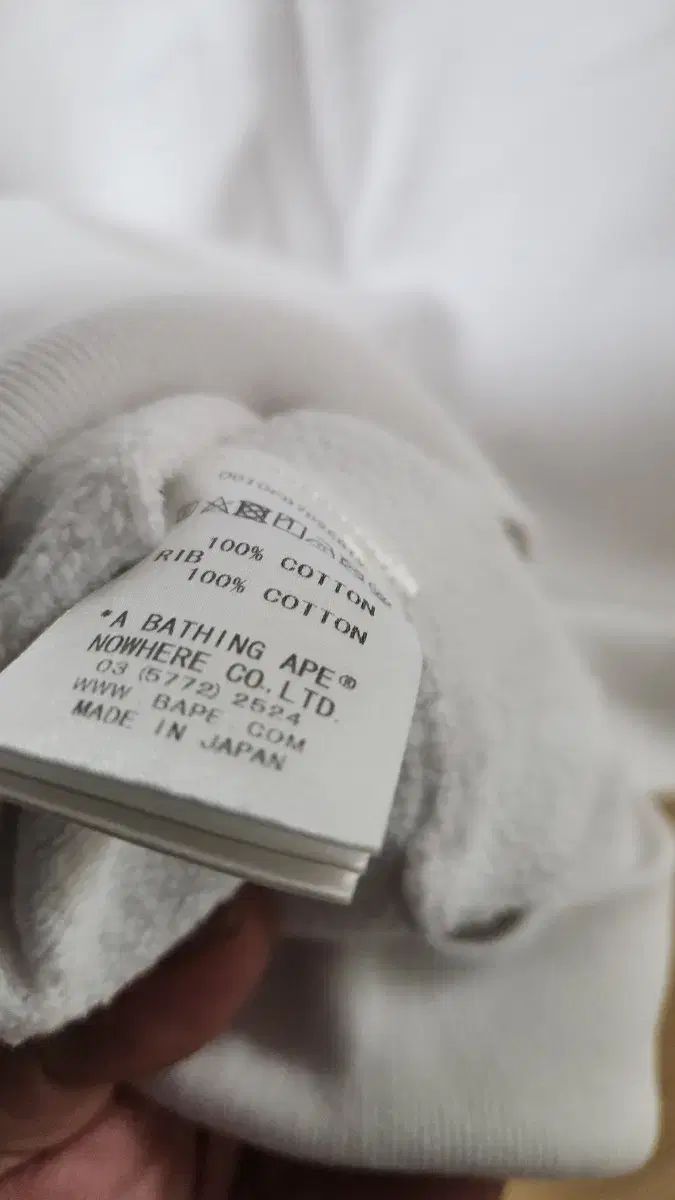 100% COTTON
RIB
100% COTTON
*A BATHING APE®
NOWHERE CO., LTD.
03 (5772) 2524
WWW BAPE. COM
MADE IN JAPAN